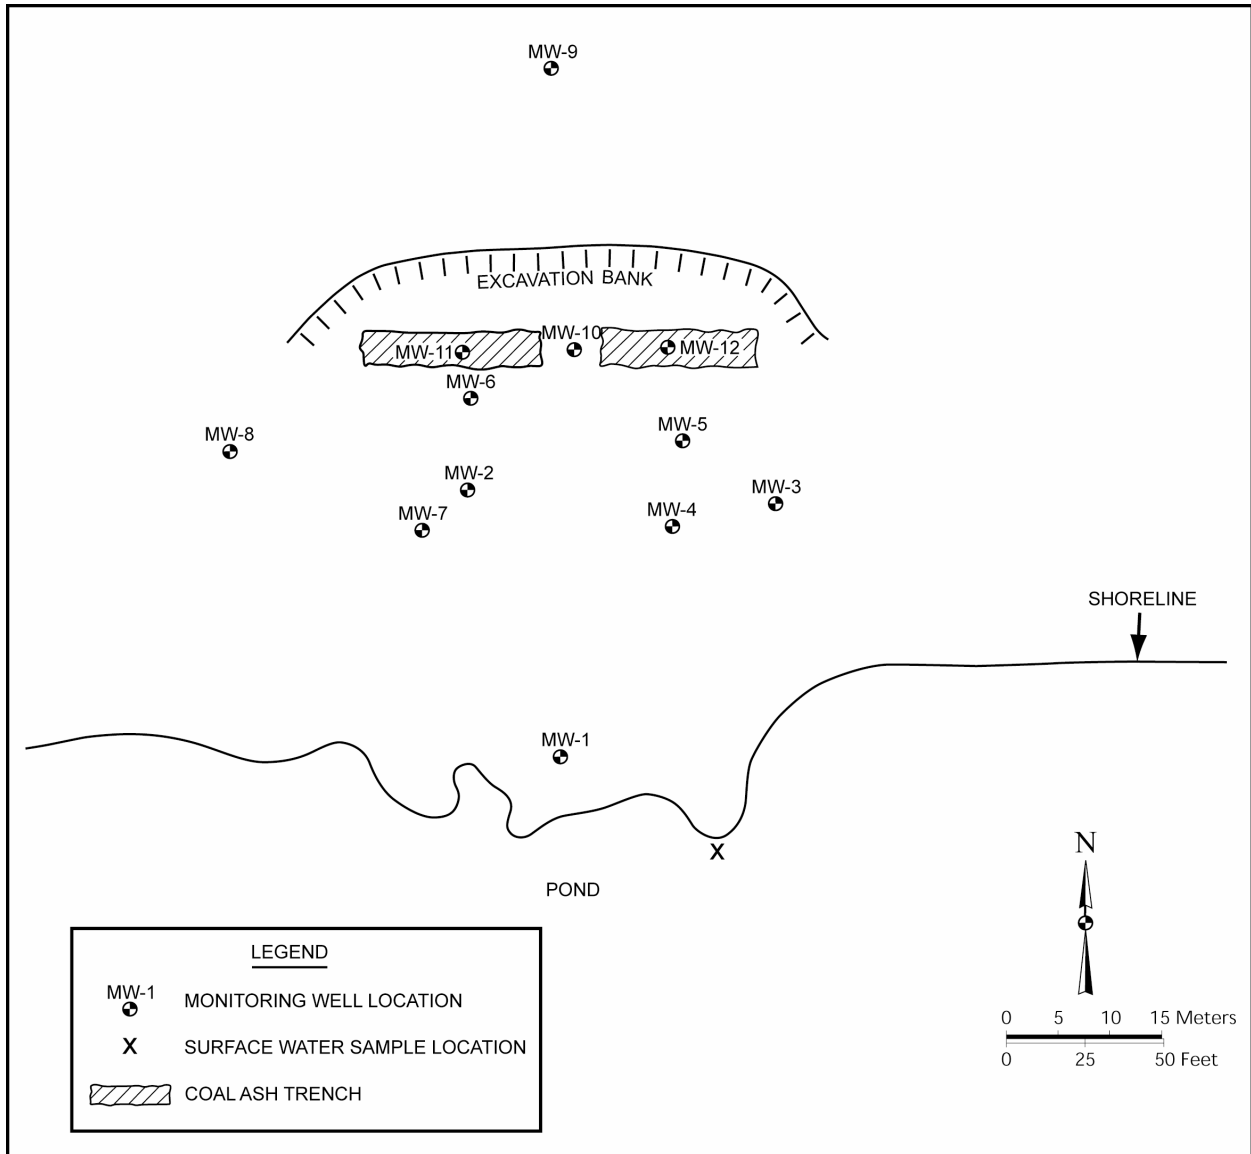 MW-9
EXCAVATION BANK
MW-10
MW-11
MW-12
MW-6
MW-5
MW-8
MW-2
MW-3
MW-7
MW-4
SHORELINE
MW-1
X
POND
N
LEGEND
MW-1 MONITORING WELL LOCATION
X SURFACE WATER SAMPLE LOCATION
COAL ASH TRENCH
0 5 10 15 Meters
0 25 50 Feet